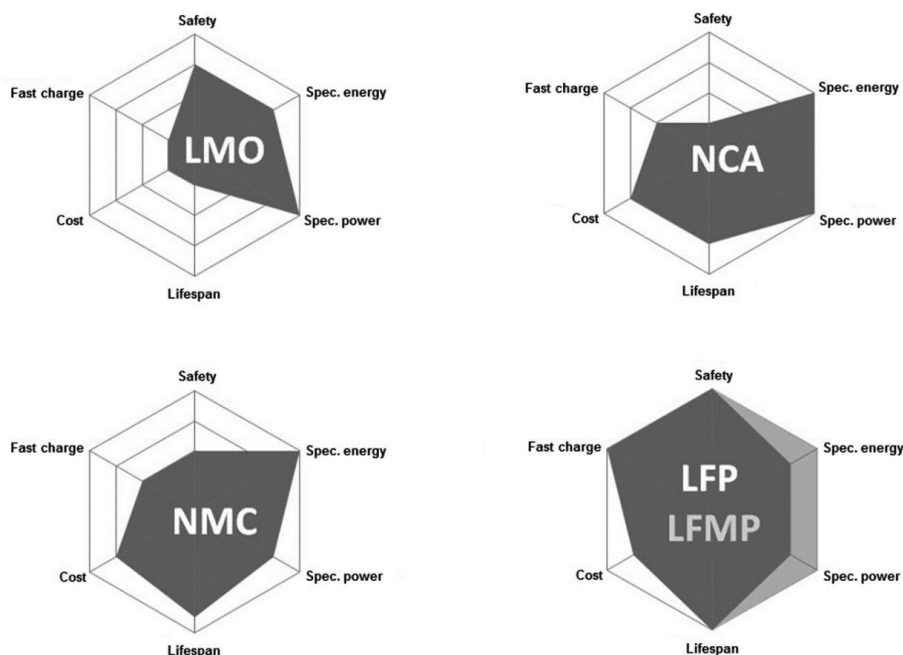 Safety
Fast charge
Spec. energy
LMO
Cost
Spec. power
Lifespan
Safety
Fast charge
Spec. energy
NCA
Cost
Spec. power
Lifespan
Safety
Fast charge
Spec. energy
NMC
Cost
Spec. power
Lifespan
Safety
Fast charge
Spec. energy
LFP
LFMP
Cost
Spec. power
Lifespan